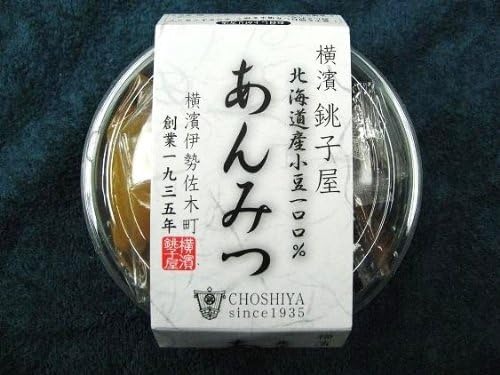 横濱 銚子屋
北海道産小豆一〇〇%
あんみつ
横濱伊勢佐木町
創業一九三五年
横濱
銚子屋
CHOSHIYA
since1935